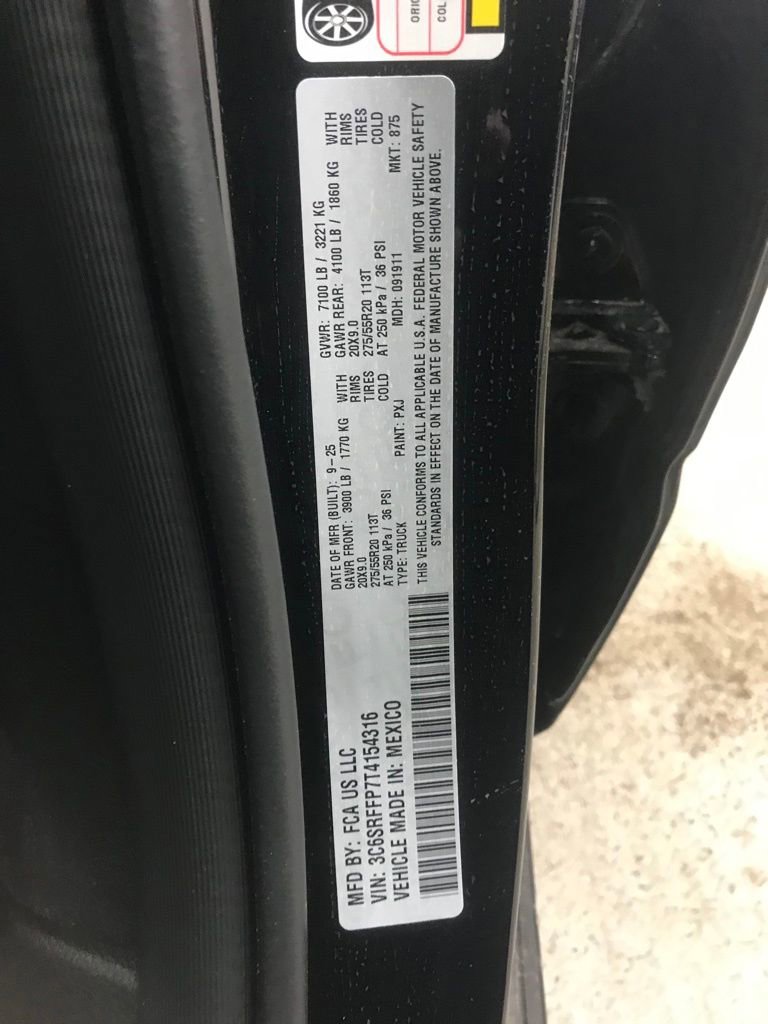 MFD BY: FCA US LLC
VIN: 3C6SRFFP7T4154316
VEHICLE MADE IN: MEXICO
DATE OF MFR (BUILT): 9-25
GAWR FRONT: 3900 LB / 1770 KG WITH
20X9.0 RIMS
275/55R20 113T TIRES
AT 250 kPa / 36 PSI COLD
GVWR: 7100 LB / 3221 KG
GAWR REAR: 4100 LB / 1860 KG WITH
20X9.0 RIMS
275/55R20 113T TIRES
AT 250 kPa / 36 PSI COLD
TYPE: TRUCK PAINT: PXJ MDH: 091911 MKT: 875
THIS VEHICLE CONFORMS TO ALL APPLICABLE U.S.A. FEDERAL MOTOR VEHICLE SAFETY
STANDARDS IN EFFECT ON THE DATE OF MANUFACTURE SHOWN ABOVE.